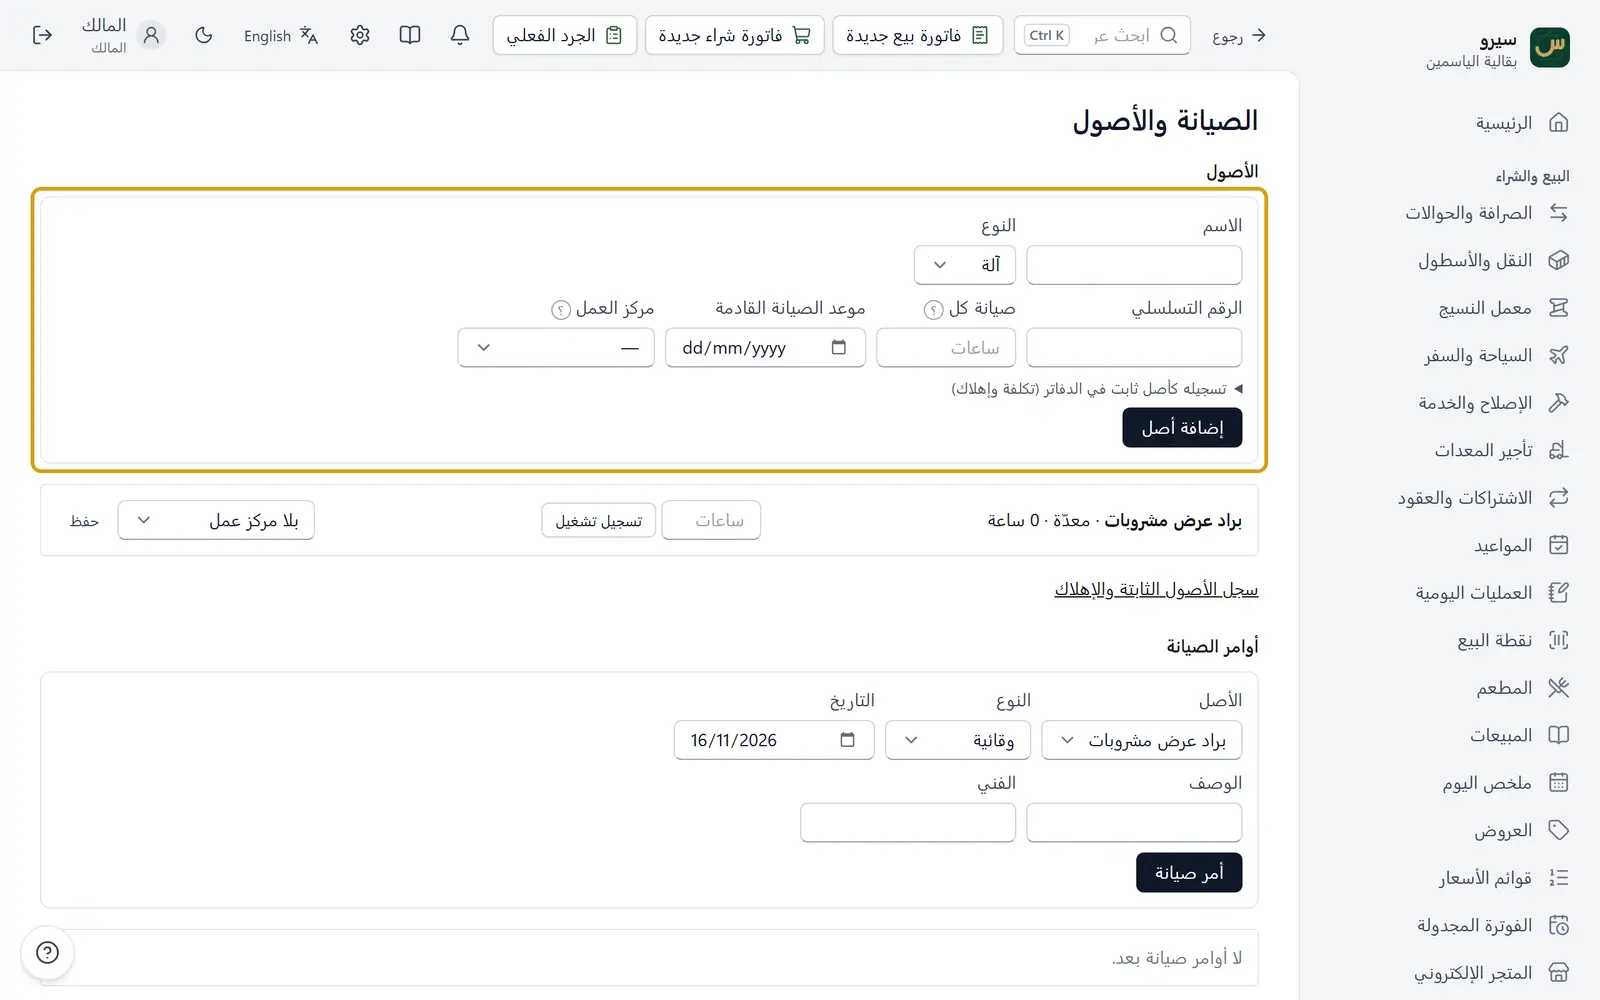 سيرو
بقالية الياسمين
رجوع
ابحث عر
Ctrl K
فاتورة بيع جديدة
فاتورة شراء جديدة
الجرد الفعلي
English
المالك
المالك
الرئيسية
البيع والشراء
الصرافة والحوالات
النقل والأسطول
معمل النسيج
السياحة والسفر
الإصلاح والخدمة
تأجير المعدات
الاشتراكات والعقود
المواعيد
العمليات اليومية
نقطة البيع
المطعم
المبيعات
ملخص اليوم
العروض
قوائم الأسعار
الفوترة المجدولة
المتجر الإلكتروني
الصيانة والأصول
الأصول
الاسم
النوع
آلة
الرقم التسلسلي
صيانة كل ؟
موعد الصيانة القادمة
مركز العمل ؟
ساعات
dd/mm/yyyy
—
تسجيله كأصل ثابت في الدفاتر (تكلفة وإهلاك)
إضافة أصل
براد عرض مشروبات · معدّة · 0 ساعة
ساعات
تسجيل تشغيل
بلا مركز عمل
حفظ
سجل الأصول الثابتة والإهلاك
أوامر الصيانة
الأصل
النوع
التاريخ
براد عرض مشروبات
وقائية
16/11/2026
الوصف
الفني
أمر صيانة
لا أوامر صيانة بعد.